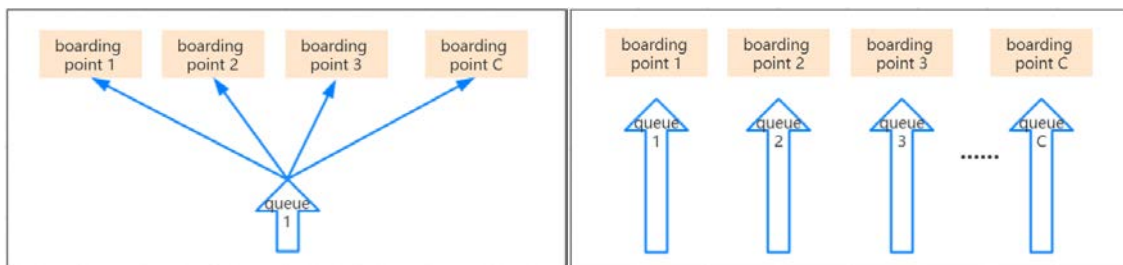 boarding
point 1
boarding
point 2
boarding
point 3
boarding
point C
queue
1
boarding
point 1
boarding
point 2
boarding
point 3
boarding
point C
queue
1
queue
2
queue
3
......
queue
C